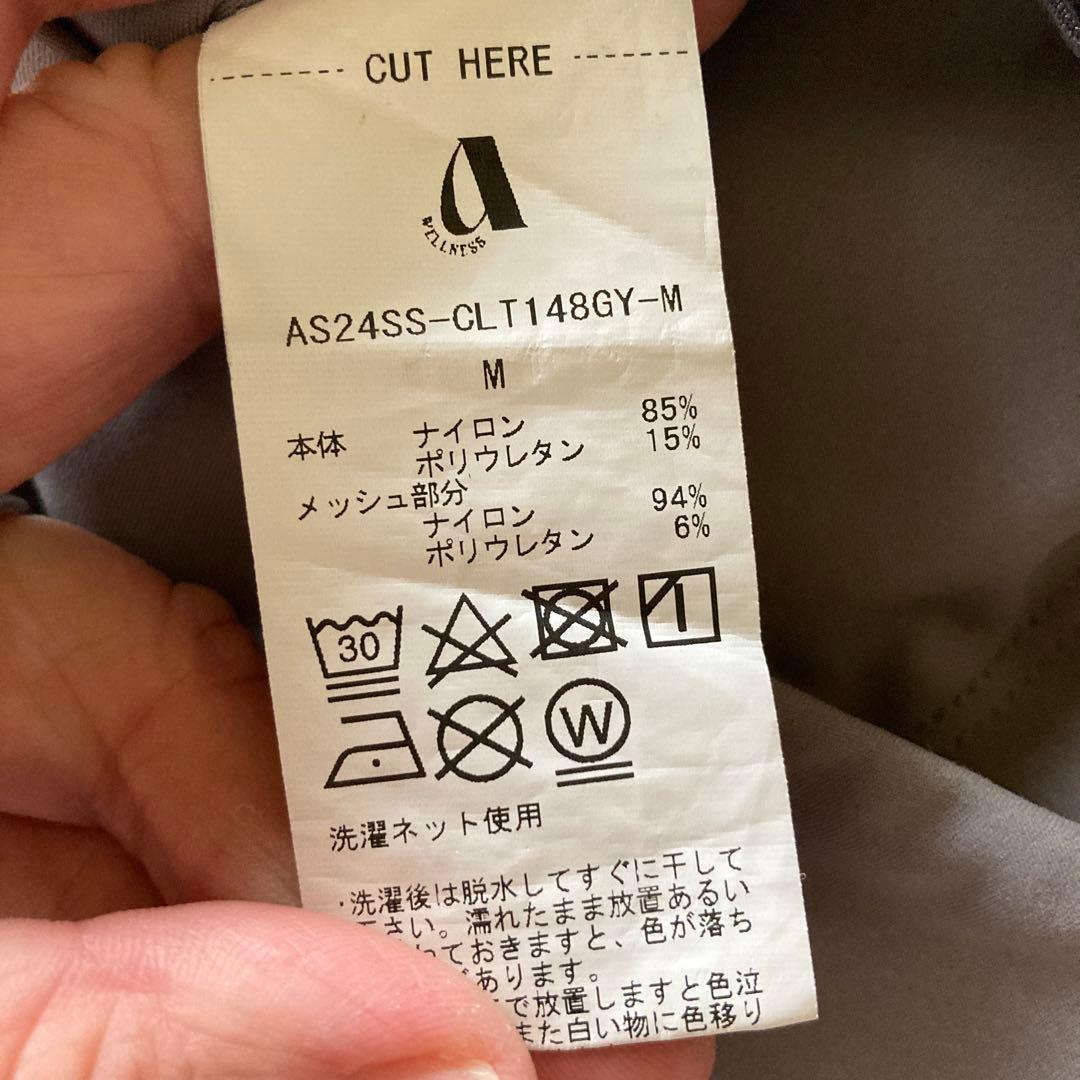 CUT HERE
a
WELLNESS
AS24SS-CLT148GY-M
M
本体 ナイロン 85%
ポリウレタン 15%
メッシュ部分
ナイロン 94%
ポリウレタン 6%
30
W
洗濯ネット使用
・洗濯後は脱水してすぐに干して
下さい。濡れたまま放置あるい
ておきますと、色が落ち
があります。
で放置しますと色泣
また白い物に色移り